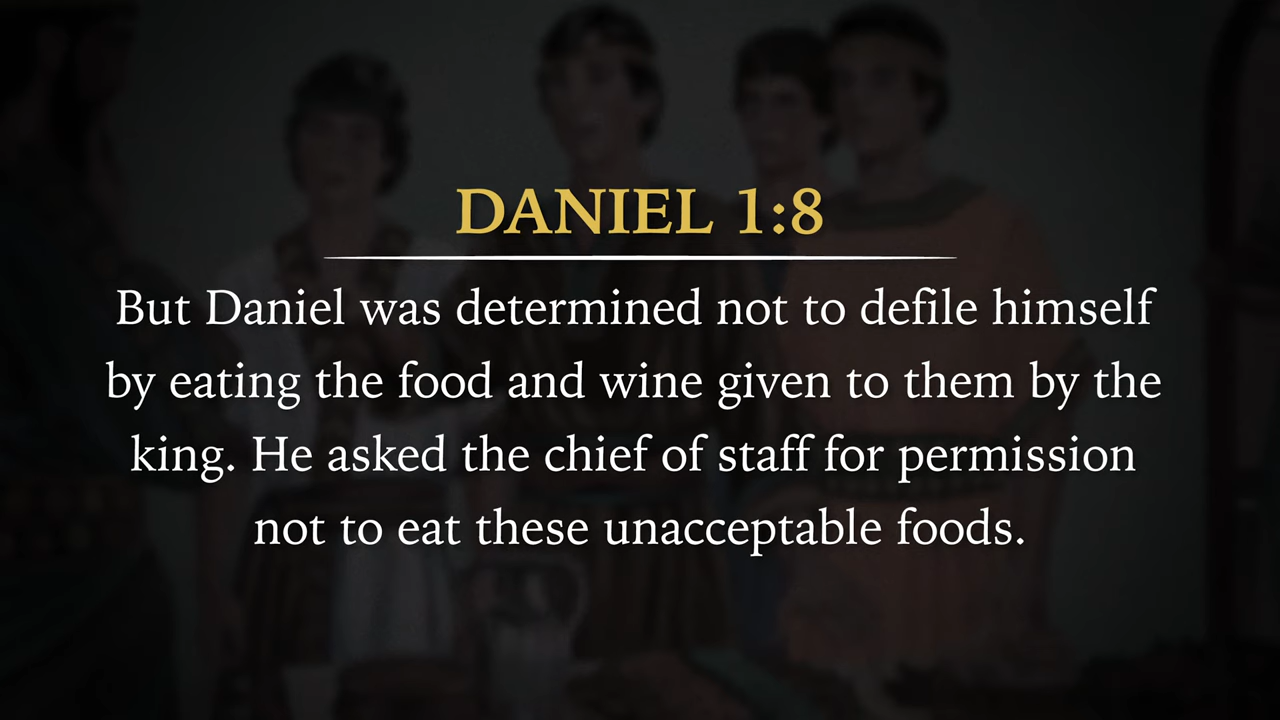 DANIEL 1:8
But Daniel was determined not to defile himself
by eating the food and wine given to them by the
king. He asked the chief of staff for permission
not to eat these unacceptable foods.